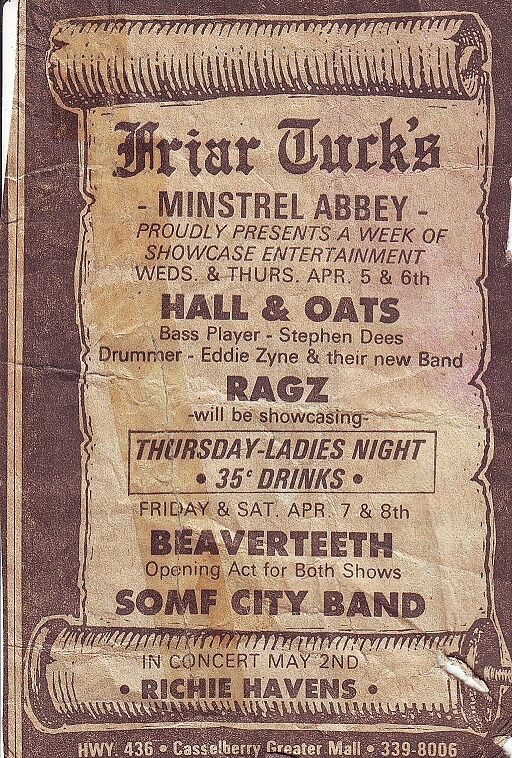 Friar Tuck's
- MINSTREL ABBEY -
PROUDLY PRESENTS A WEEK OF
SHOWCASE ENTERTAINMENT
WEDS. & THURS. APR. 5 & 6th
HALL & OATS
Bass Player - Stephen Dees
Drummer - Eddie Zyne & their new Band
RAGZ
-will be showcasing-
THURSDAY-LADIES NIGHT
• 35¢ DRINKS •
FRIDAY & SAT. APR. 7 & 8th
BEAVERTEETH
Opening Act for Both Shows
SOMF CITY BAND
IN CONCERT MAY 2ND
• RICHIE HAVENS •
HWY. 436 • Casselberry Greater Mall • 339-8006